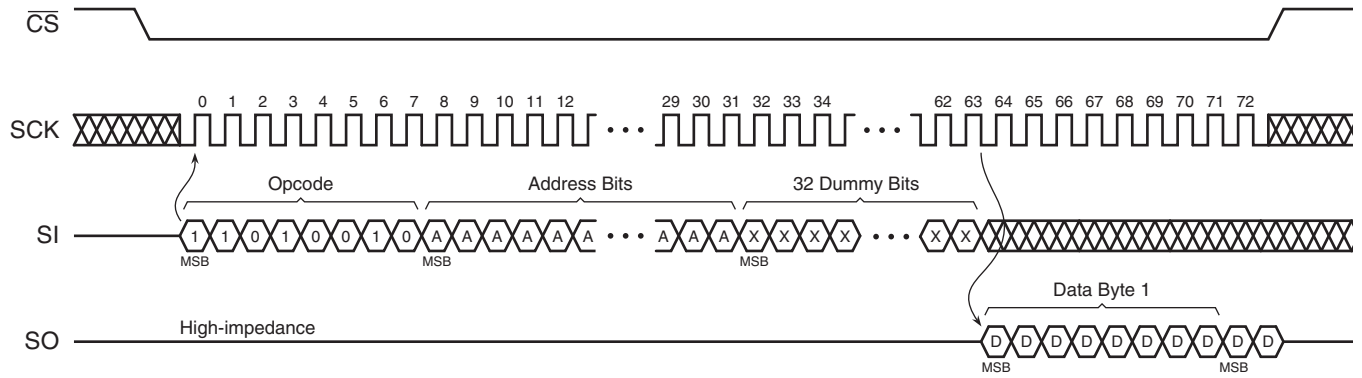 CS
0 1 2 3 4 5 6 7 8 9 10 11 12 29 30 31 32 33 34 62 63 64 65 66 67 68 69 70 71 72
SCK
Opcode Address Bits 32 Dummy Bits
SI 1 1 0 1 0 0 1 0 A A A A A A A A A X X X X X X
MSB MSB MSB
Data Byte 1
High-impedance
SO D D D D D D D D D D
MSB MSB